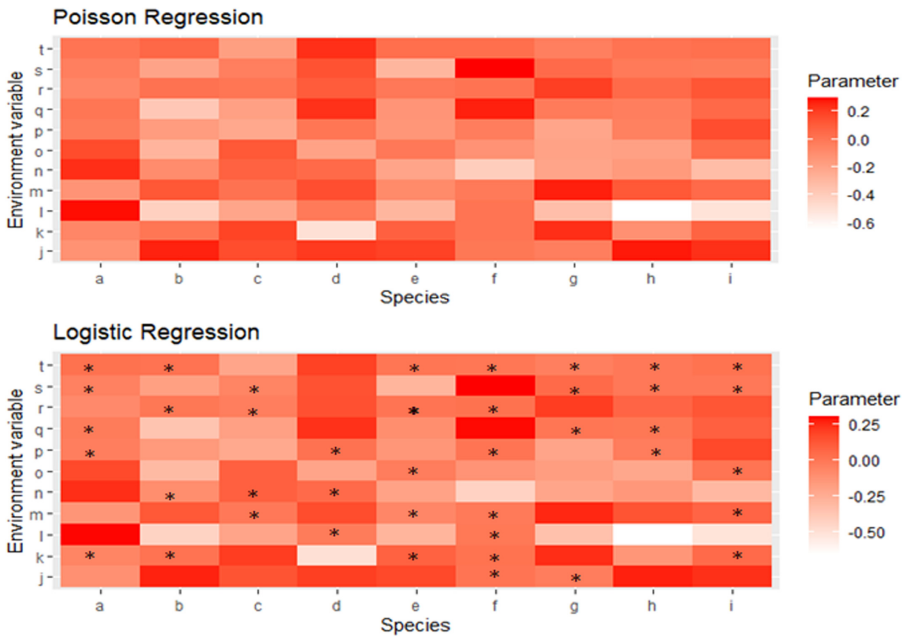 Poisson Regression
Environment variable
t
s
r
q
p
o
n
m
l
k
j
a b c d e f g h i
Species
Parameter
0.2
0.0
-0.2
-0.4
-0.6
Logistic Regression
Environment variable
t * * * * * * *
s * * * * *
r * * * *
q * * *
p * * * *
o * *
n * * *
m * * * *
l * *
k * * * * *
j * *
a b c d e f g h i
Species
Parameter
0.25
0.00
-0.25
-0.50